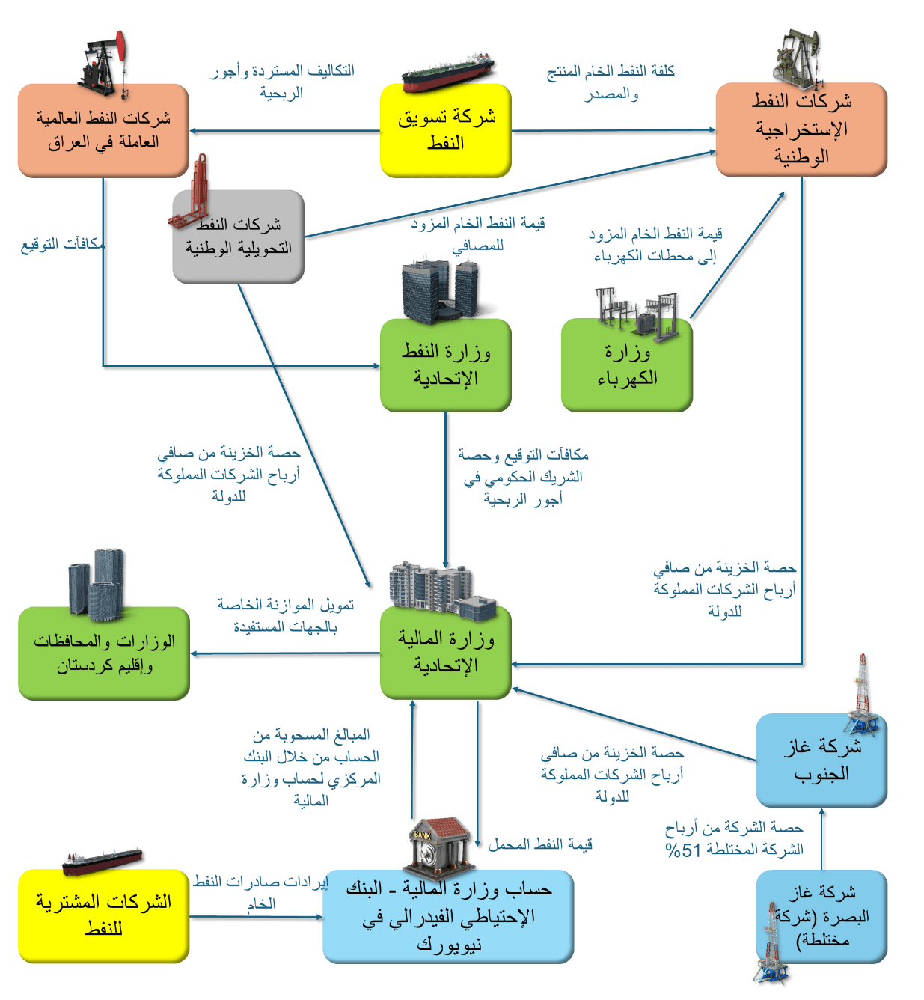 التكاليف المستردة وأجور
الربحية
كلفة النفط الخام المنتج
والمصدر
شركات النفط
الإستخراجية
الوطنية
شركة تسويق
النفط
شركات النفط العالمية
العاملة في العراق
شركات النفط
التحويلية الوطنية
قيمة النفط الخام المزود
للمصافي
قيمة النفط الخام المزود
إلى محطات الكهرباء
مكافآت التوقيع
وزارة النفط
الإتحادية
وزارة
الكهرباء
حصة الخزينة من صافي
أرباح الشركات المملوكة
للدولة
مكافآت التوقيع وحصة
الشريك الحكومي في
أجور الربحية
حصة الخزينة من صافي
أرباح الشركات المملوكة
للدولة
تمويل الموازنة الخاصة
بالجهات المستفيدة
وزارة المالية
الإتحادية
الوزارات والمحافظات
وإقليم كردستان
المبالغ المسحوبة من
الحساب من خلال البنك
المركزي لحساب وزارة
المالية
حصة الخزينة من صافي
أرباح الشركات المملوكة
للدولة
شركة غاز
الجنوب
حصة الشركة من أرباح
الشركة المختلطة 51%
قيمة النفط المحمل
BANK
إيرادات صادرات النفط
الخام
الشركات المشترية
للنفط
حساب وزارة المالية - البنك
الإحتياطي الفيدرالي في
نيويورك
شركة غاز
البصرة (شركة
مختلطة)